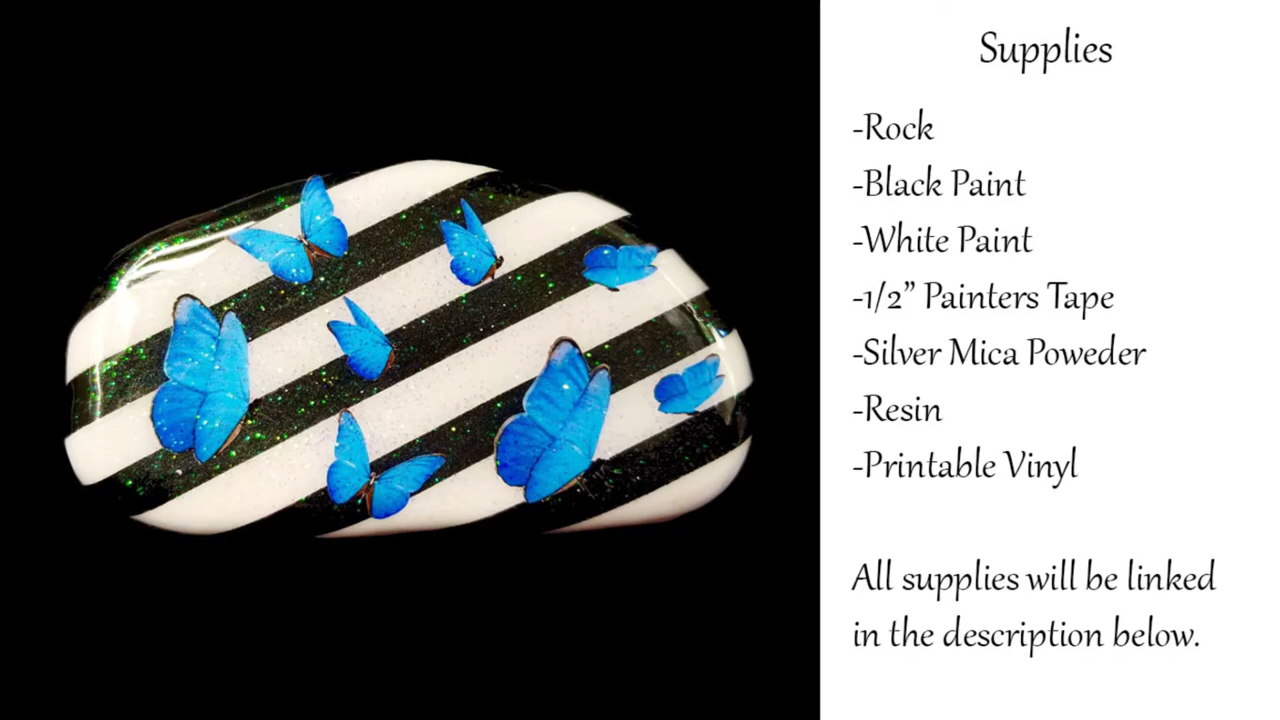 Supplies
-Rock
-Black Paint
-White Paint
-1/2” Painters Tape
-Silver Mica Poweder
-Resin
-Printable Vinyl
All supplies will be linked
in the description below.